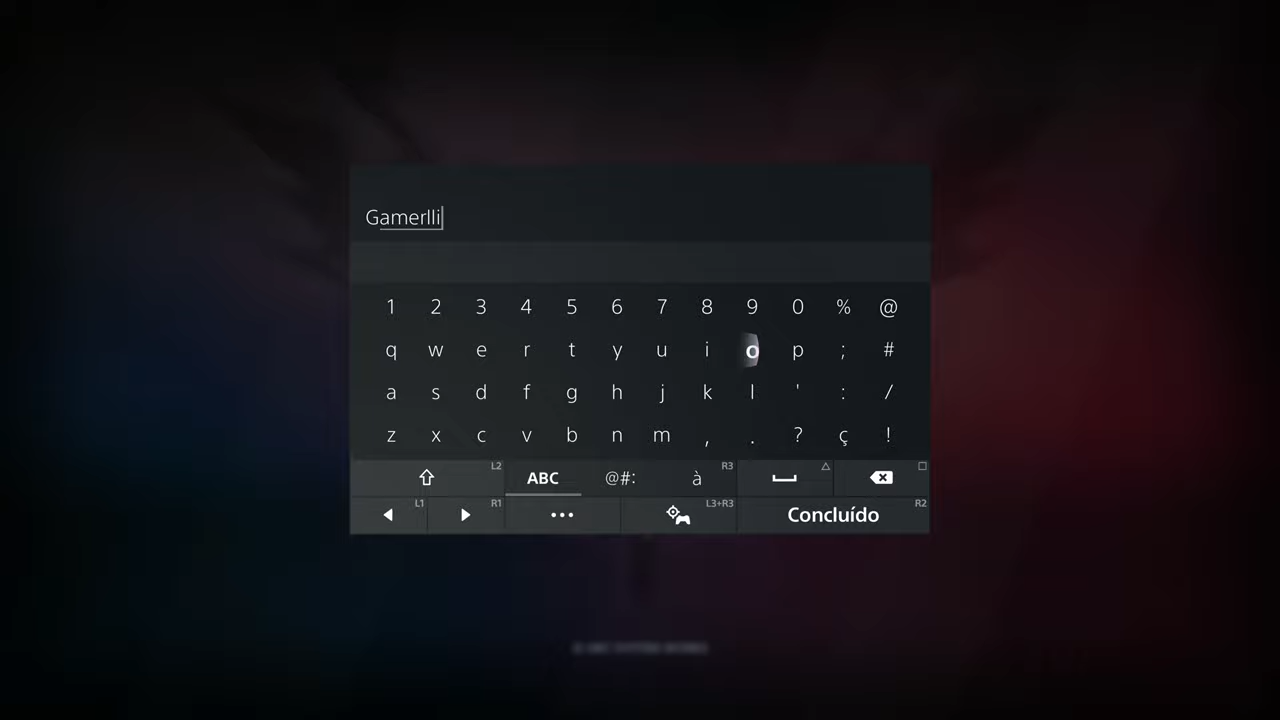 Gamerlli
1 2 3 4 5 6 7 8 9 0 % @
q w e r t y u i o p ; #
a s d f g h j k l ' : /
z x c v b n m , . ? ç !
L2 ABC @#: à R3 △ □
L1 R1 ... L3+R3 Concluído R2